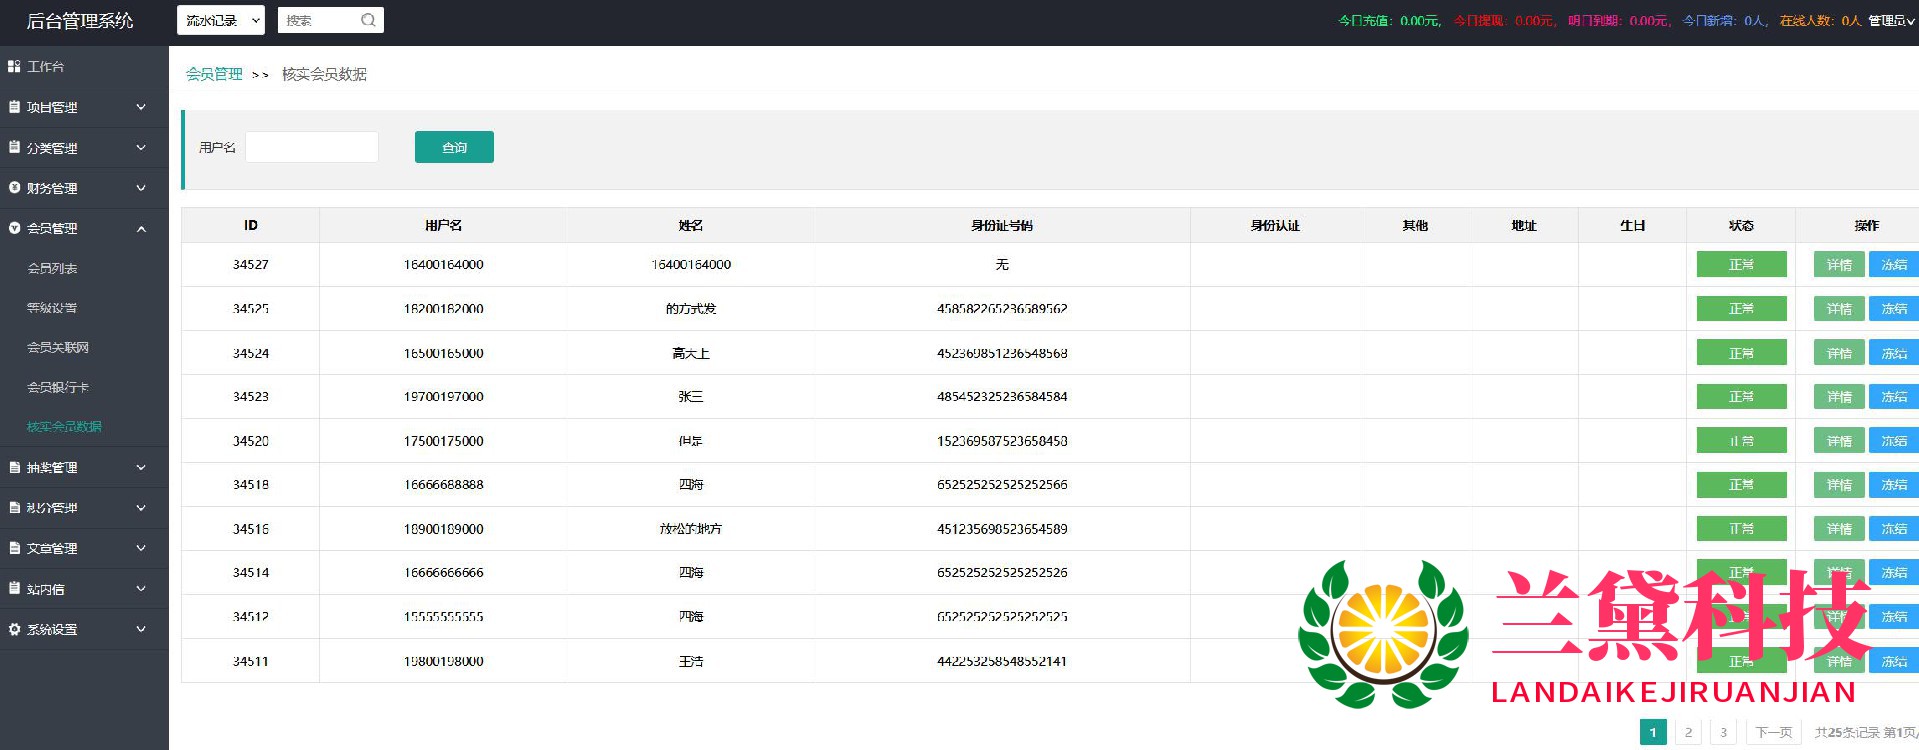 后台管理系统 流水记录 搜索 今日充值：0.00元， 今日提现：0.00元， 明日到期：0.00元， 今日新增：0人， 在线人数：0人 管理员
工作台
项目管理
分类管理
财务管理
会员管理
会员列表
等级设置
会员关联网
会员银行卡
核实会员数据
抽奖管理
积分管理
文章管理
站内信
系统设置
会员管理 >> 核实会员数据
用户名 查询
ID 用户名 姓名 身份证号码 身份认证 其他 地址 生日 状态 操作
34527 16400164000 16400164000 无 正常 详情 冻结
34525 18200182000 的方式发 458582265236589562 正常 详情 冻结
34524 16500165000 高大上 452369851236548568 正常 详情 冻结
34523 19700197000 张三 485452325236584584 正常 详情 冻结
34520 17500175000 但是 152369587523658458 正常 详情 冻结
34518 16666688888 四海 652525252525252566 正常 详情 冻结
34516 18900189000 放松的地方 451235698523654589 正常 详情 冻结
34514 16666666666 四海 652525252525252526 正常 详情 冻结
34512 15555555555 四海 652525252525252525 正常 详情 冻结
34511 19800198000 王浩 442253258548552141 正常 详情 冻结
兰黛科技
LANDAIKEJIRUANJIAN
1 2 3 下一页 共25条记录 第1页/